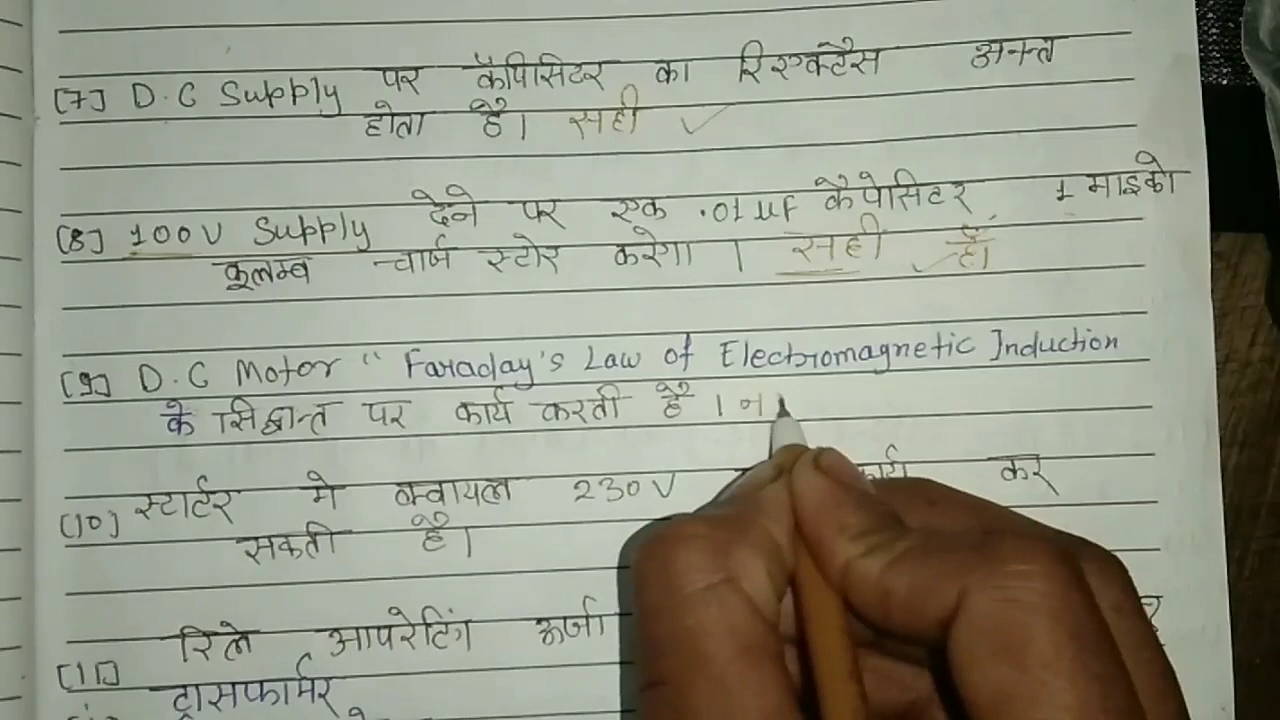 [7] D.C Supply पर कैपिसिटर का रिएक्टैंस अनन्त
होता है। सही ✓
[8] 100V Supply देने पर एक .01 μF कैपेसिटर 1 माइको
कूलम्ब चार्ज स्टोर करेगा। सही है।
[9] D.C Motor " Faraday's Law of Electromagnetic Induction
के सिद्धान्त पर कार्य करती है।
[10] स्टार्टर मे क्वायल 230V कार्य कर
सकती है।
[11] रिले आपरेटिंग ऊर्जा
ट्रासफार्मर